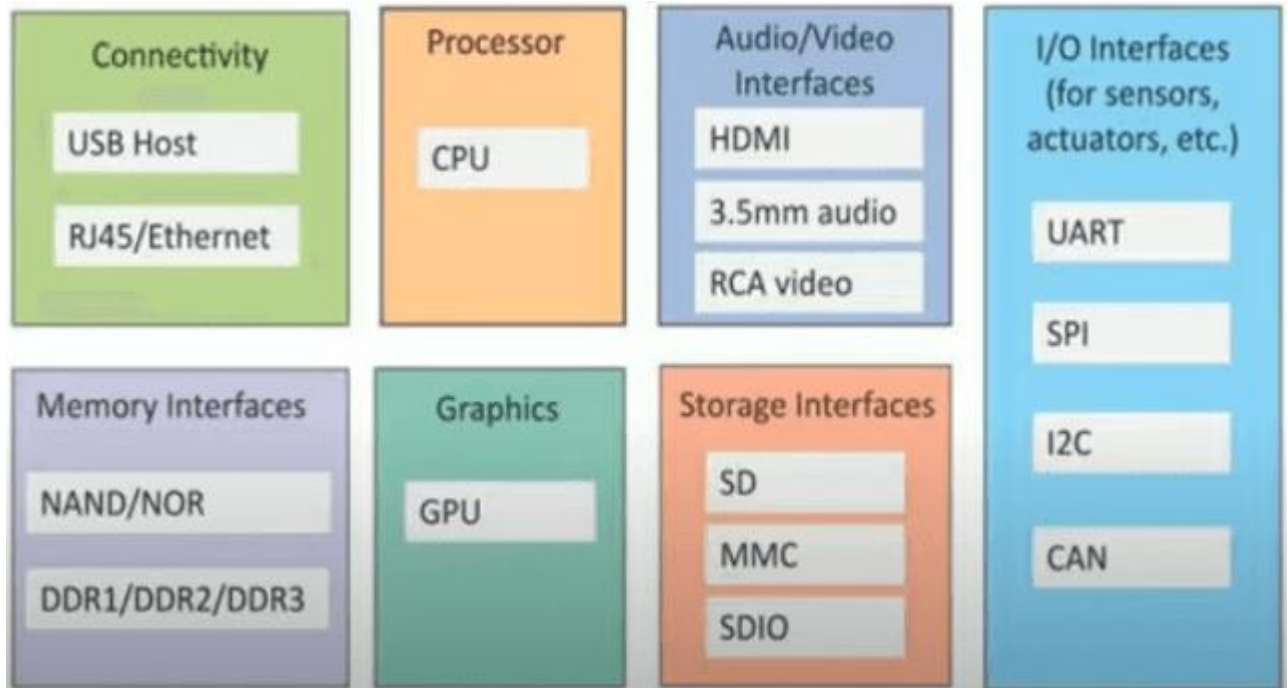 Connectivity
USB Host
RJ45/Ethernet
Processor
CPU
Audio/Video
Interfaces
HDMI
3.5mm audio
RCA video
I/O Interfaces
(for sensors,
actuators, etc.)
UART
SPI
I2C
CAN
Memory Interfaces
NAND/NOR
DDR1/DDR2/DDR3
Graphics
GPU
Storage Interfaces
SD
MMC
SDIO